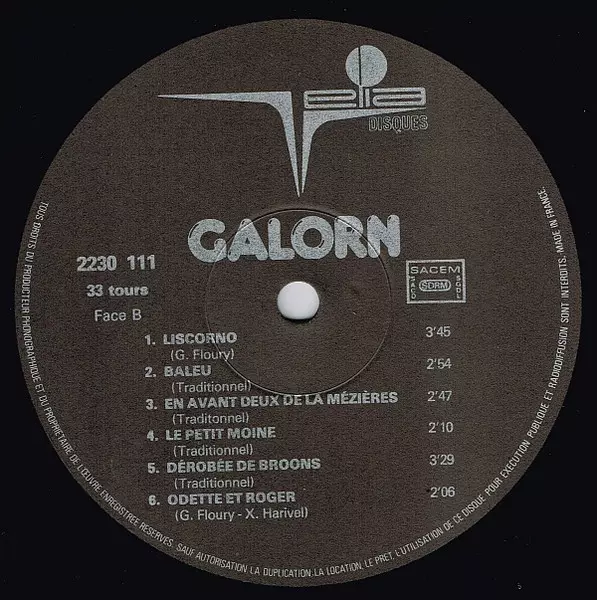 Velia
DISQUES
GALORN
2230 111
33 tours
Face B
SACEM
SACD SDRM SGDL
1. LISCORNO 3'45
(G. Floury)
2. BALEU 2'54
(Traditionnel)
3. EN AVANT DEUX DE LA MÉZIÈRES 2'47
(Traditonnel)
4. LE PETIT MOINE 2'10
(Traditionnel)
5. DÉROBÉE DE BROONS 3'29
(Traditionnel)
6. ODETTE ET ROGER 2'06
(G. Floury - X. Harivel)
TOUS DROITS DU PRODUCTEUR PHONOGRAPHIQUE ET DU PROPRIETAIRE DE L'ŒUVRE ENREGISTREE RESERVES. SAUF AUTORISATION LA DUPLICATION, LA LOCATION, LE PRET, L'UTILISATION DE CE DISQUE POUR EXECUTION PUBLIQUE ET RADIODIFFUSION SONT INTERDITS. MADE IN FRANCE.